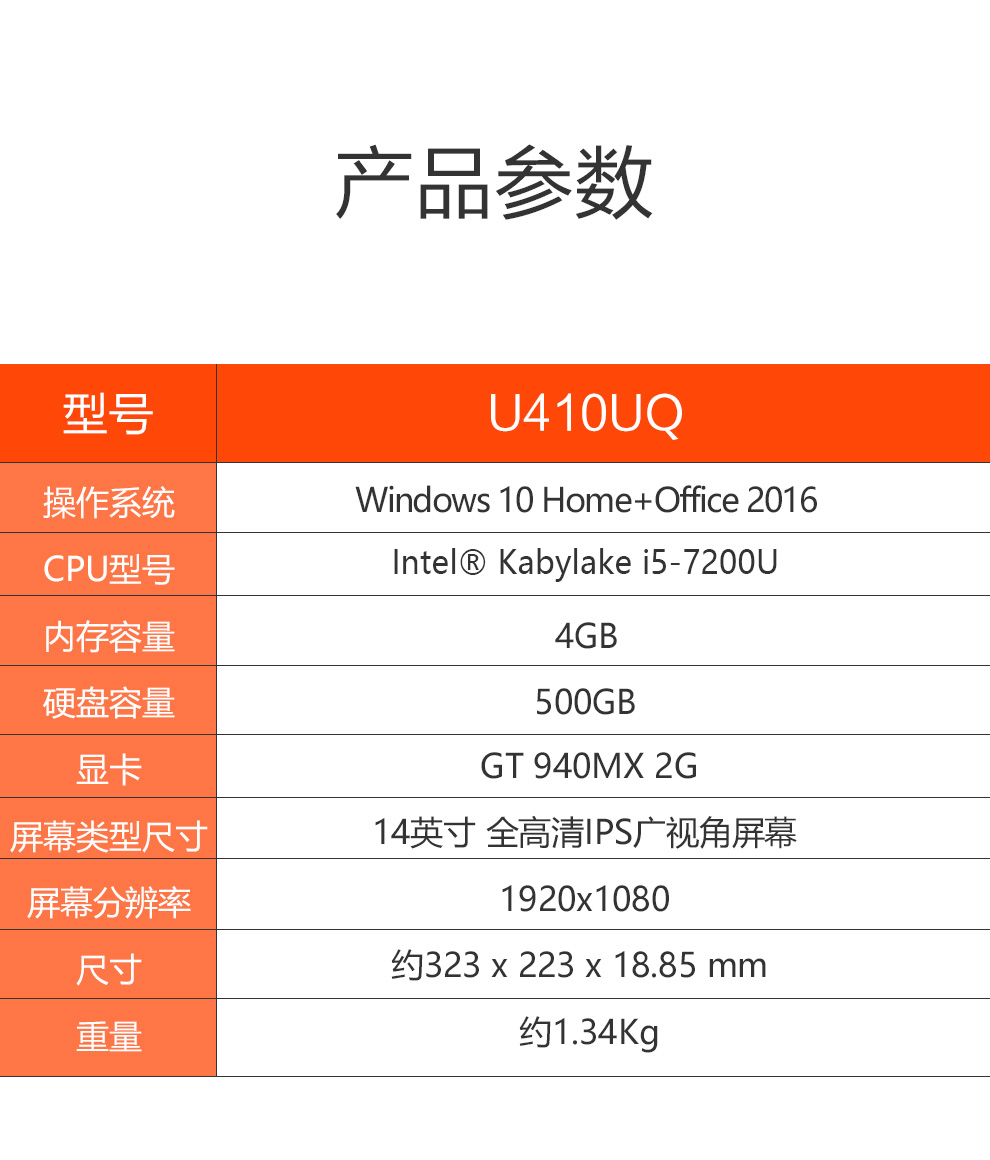 产品参数
型号 U410UQ
操作系统 Windows 10 Home+Office 2016
CPU型号 Intel® Kabylake i5-7200U
内存容量 4GB
硬盘容量 500GB
显卡 GT 940MX 2G
屏幕类型尺寸 14英寸 全高清IPS广视角屏幕
屏幕分辨率 1920x1080
尺寸 约323 x 223 x 18.85 mm
重量 约1.34Kg